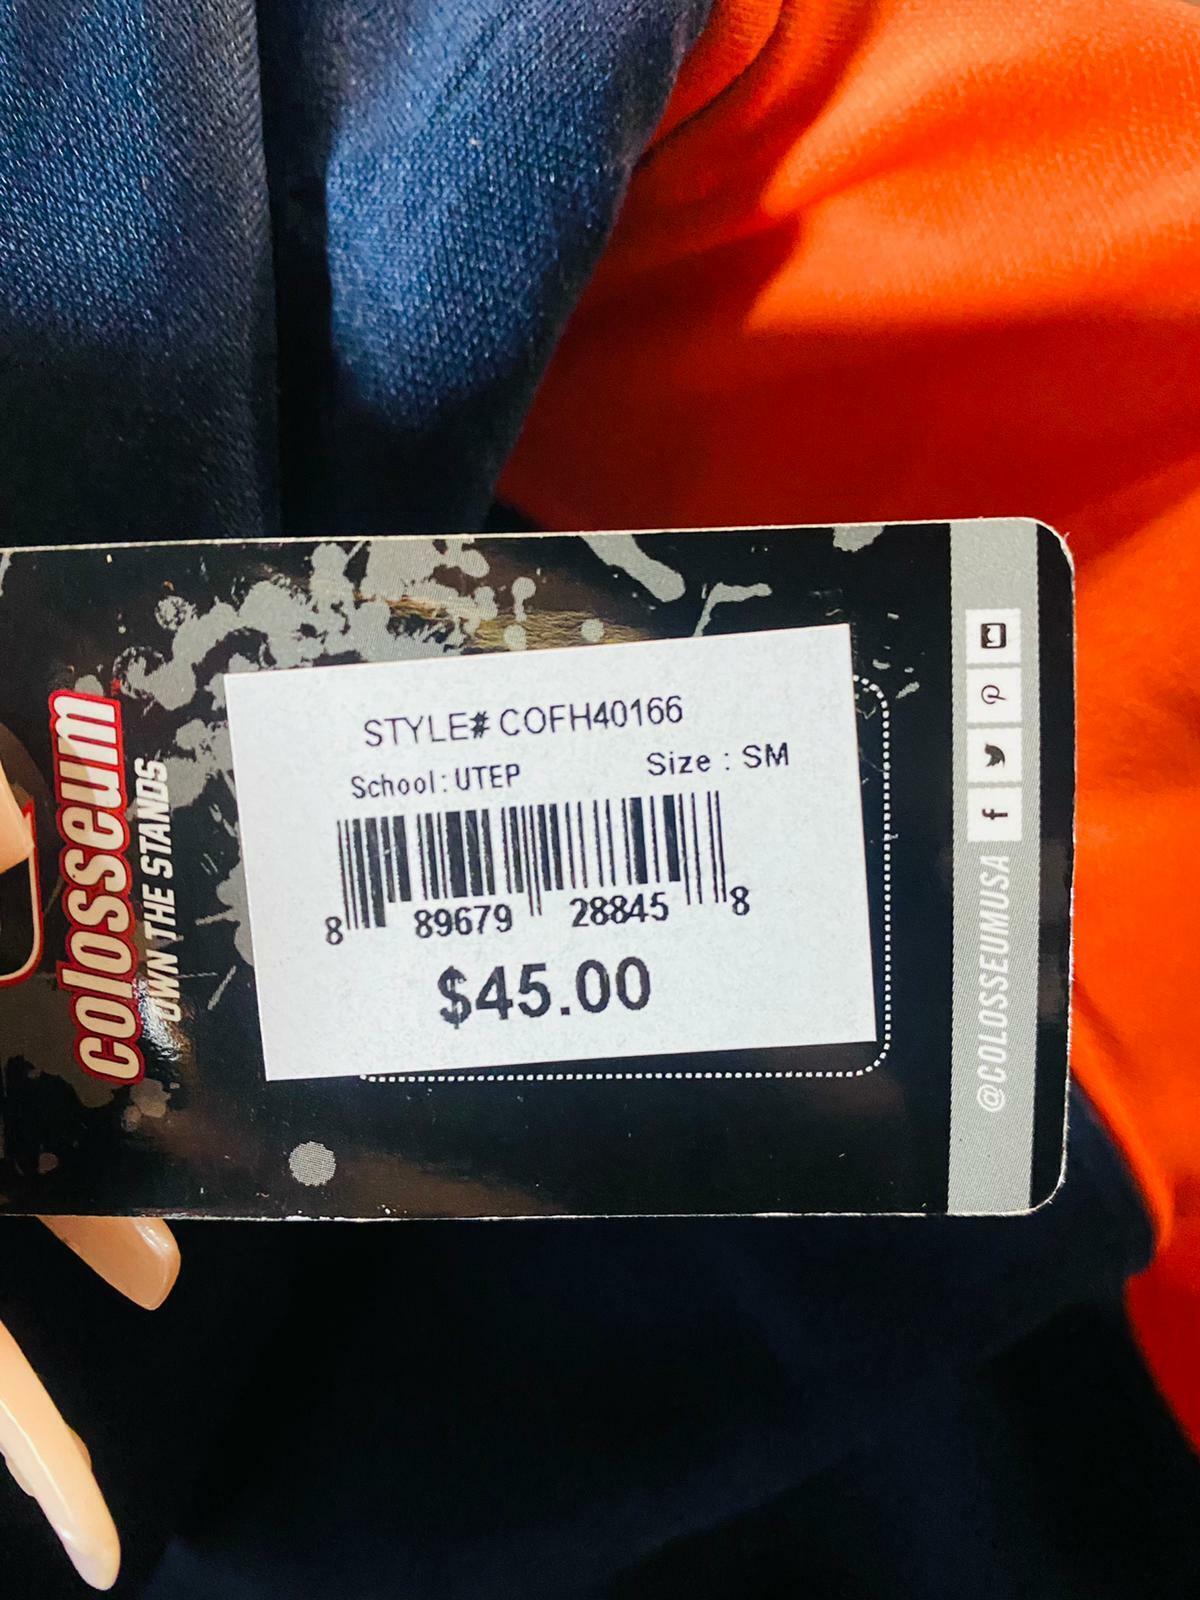 colosseum
OWN THE STANDS
STYLE# COFH40166
School: UTEP Size : SM
8 89679 28845 8
$45.00
@COLOSSEUMUSA